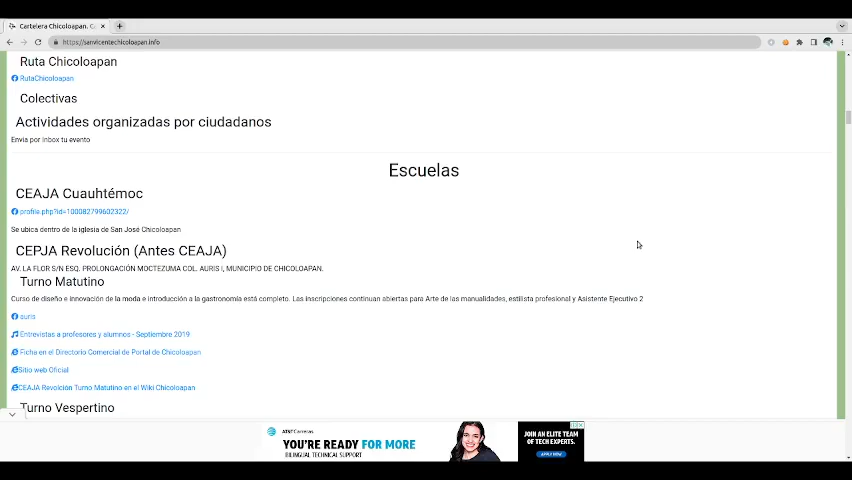 Cartelera Chicoloapan. C
https://sanvicentechicoloapan.info
Ruta Chicoloapan
RutaChicoloapan
Colectivas
Actividades organizadas por ciudadanos
Envia por Inbox tu evento
Escuelas
CEAJA Cuauhtémoc
profile.php?id=100082799602322/
Se ubica dentro de la iglesia de San José Chicoloapan
CEPJA Revolución (Antes CEAJA)
AV. LA FLOR S/N ESQ. PROLONGACIÓN MOCTEZUMA COL. AURIS I, MUNICIPIO DE CHICOLOAPAN.
Turno Matutino
Curso de diseño e innovación de la moda e introducción a la gastronomía está completo. Las inscripciones continuan abiertas para Arte de las manualidades, estilista profesional y Asistente Ejecutivo 2
auris
Entrevistas a profesores y alumnos - Septiembre 2019
Ficha en el Directorio Comercial de Portal de Chicoloapan
Sitio web Oficial
CEAJA Revolción Turno Matutino en el Wiki Chicoloapan
Turno Vespertino
AT&T Carreras
YOU'RE READY FOR MORE
BILINGUAL TECHNICAL SUPPORT
JOIN AN ELITE TEAM
OF TECH EXPERTS.
APPLY NOW